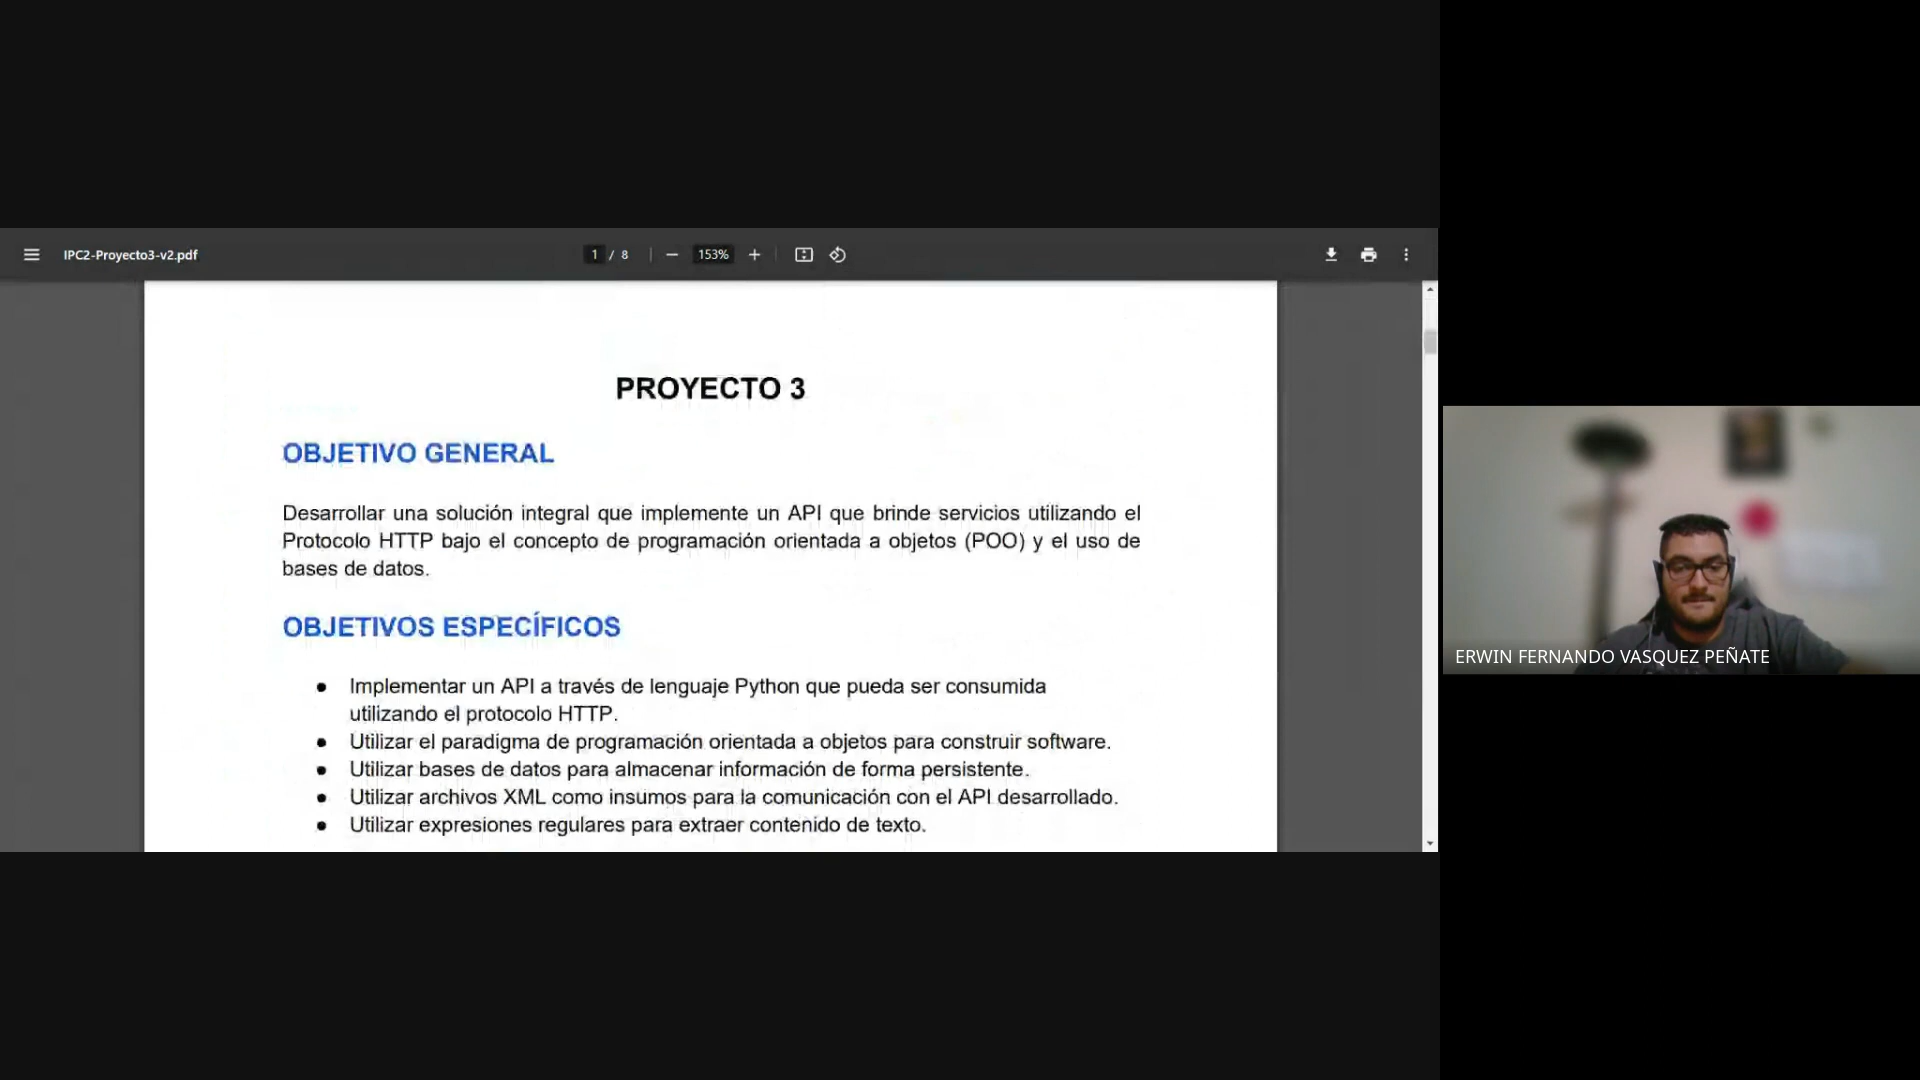 IPC2-Proyecto3-v2.pdf
1 / 8
153%
PROYECTO 3
OBJETIVO GENERAL
Desarrollar una solución integral que implemente un API que brinde servicios utilizando el
Protocolo HTTP bajo el concepto de programación orientada a objetos (POO) y el uso de
bases de datos.
OBJETIVOS ESPECÍFICOS
● Implementar un API a través de lenguaje Python que pueda ser consumida
utilizando el protocolo HTTP.
● Utilizar el paradigma de programación orientada a objetos para construir software.
● Utilizar bases de datos para almacenar información de forma persistente.
● Utilizar archivos XML como insumos para la comunicación con el API desarrollado.
● Utilizar expresiones regulares para extraer contenido de texto.
ERWIN FERNANDO VASQUEZ PEÑATE